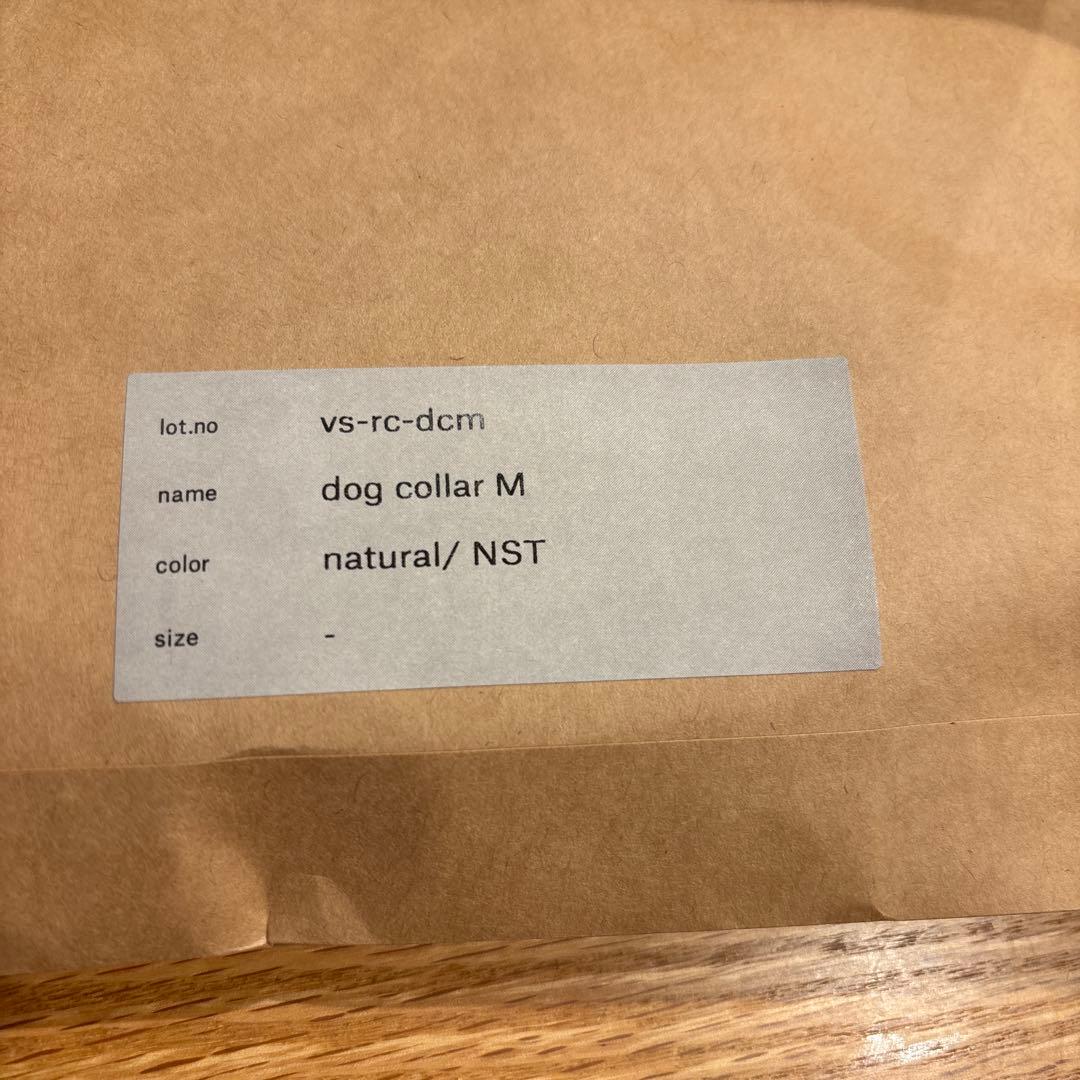 lot.no vs-rc-dcm
name dog collar M
color natural/ NST
size -